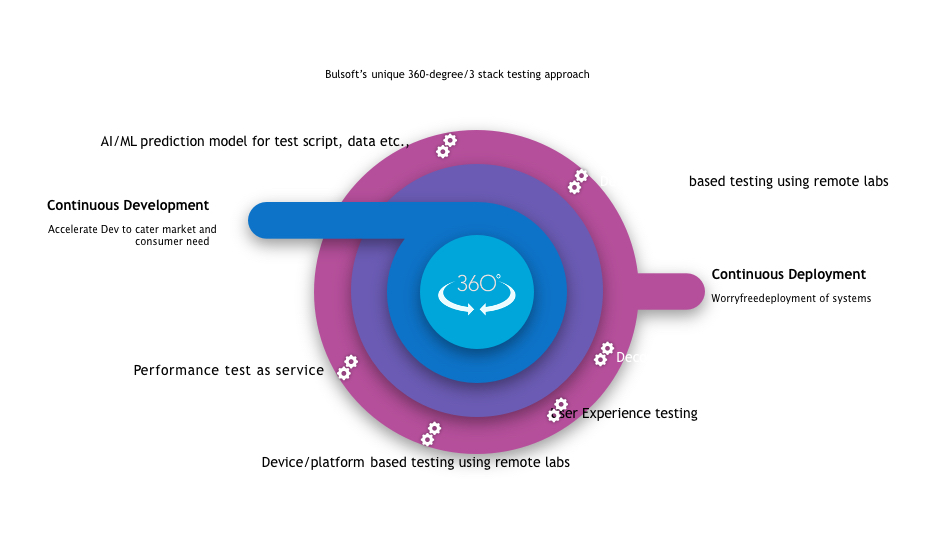 Bulsoft's unique 360-degree/3 stack testing approach
AI/ML prediction model for test script, data etc.,
based testing using remote labs
Continuous Development
Accelerate Dev to cater market and
consumer need
360°
Continuous Deployment
Worryfreedeployment of systems
Performance test as service
Experience testing
Device/platform based testing using remote labs